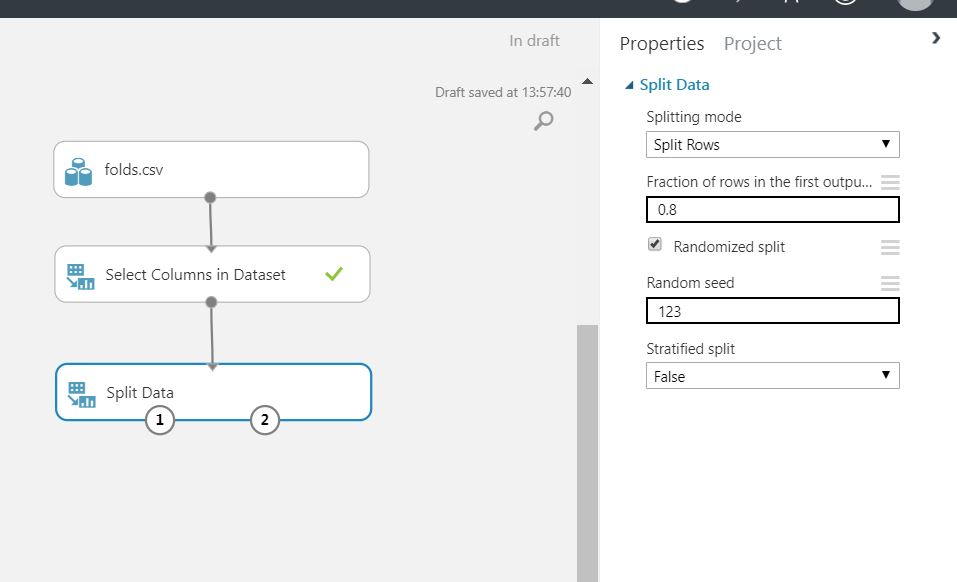 In draft
Draft saved at 13:57:40
folds.csv
Select Columns in Dataset
Split Data
1
2
Properties Project
Split Data
Splitting mode
Split Rows
Fraction of rows in the first outpu...
0.8
Randomized split
Random seed
123
Stratified split
False